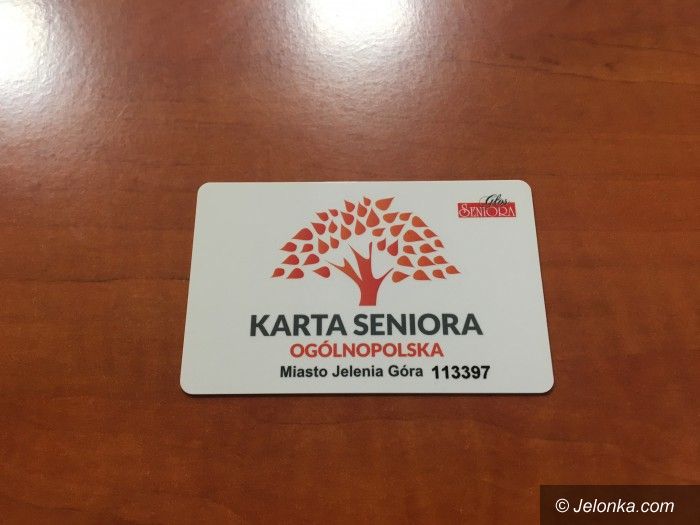 Głos
SENIORA
KARTA SENIORA
OGÓLNOPOLSKA
Miasto Jelenia Góra 113397
© Jelonka.com